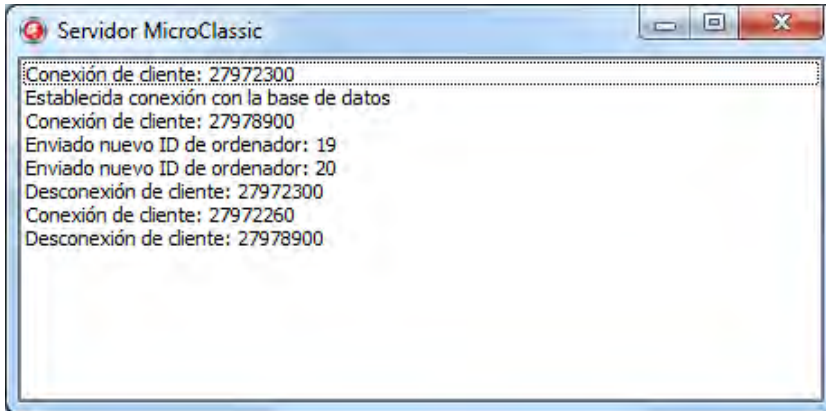 Servidor MicroClassic
Conexión de cliente: 27972300
Establecida conexión con la base de datos
Conexión de cliente: 27978900
Enviado nuevo ID de ordenador: 19
Enviado nuevo ID de ordenador: 20
Desconexión de cliente: 27972300
Conexión de cliente: 27972260
Desconexión de cliente: 27978900